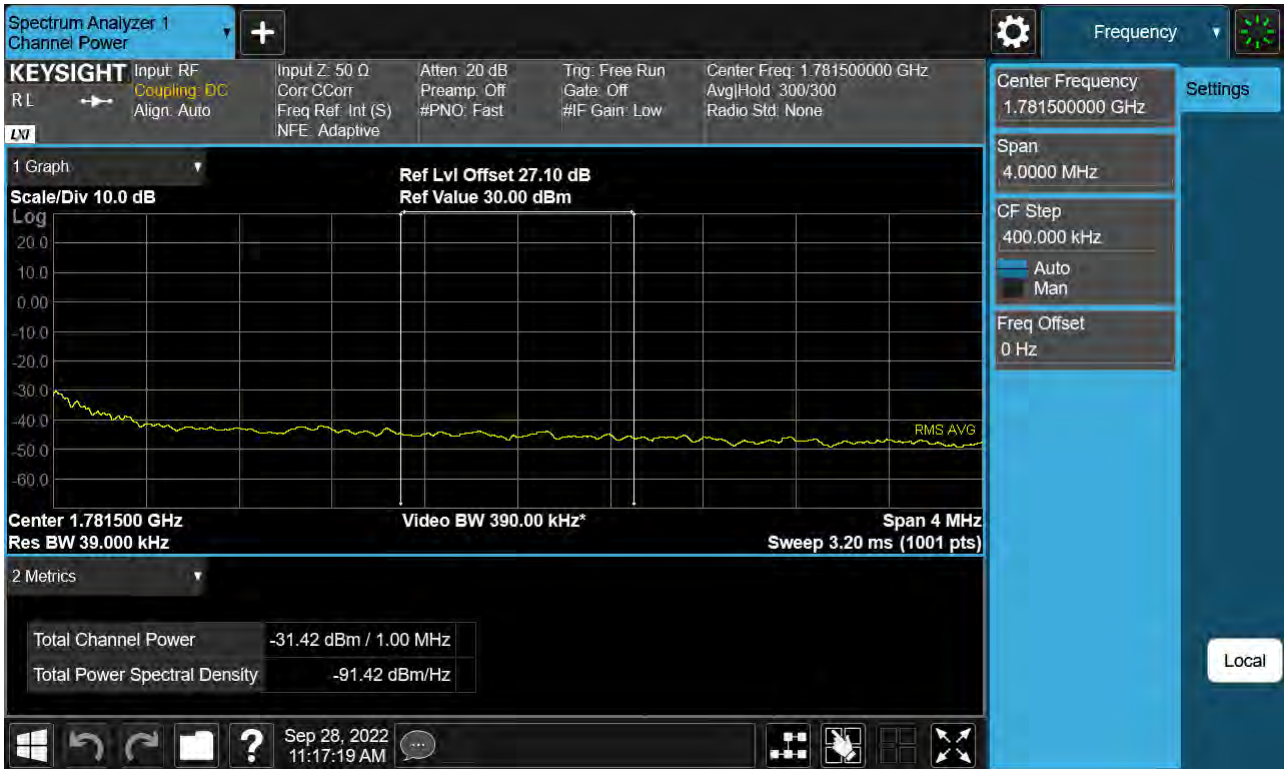 Spectrum Analyzer 1
Channel Power
Frequency
KEYSIGHT
R L
LXI
Input: RF
Coupling: DC
Align: Auto
Input Z: 50 Ω
Corr CCorr
Freq Ref: Int (S)
NFE: Adaptive
Atten: 20 dB
Preamp: Off
#PNO: Fast
Trig: Free Run
Gate: Off
#IF Gain: Low
Center Freq: 1.781500000 GHz
Avg|Hold: 300/300
Radio Std: None
Center Frequency
1.781500000 GHz
Settings
Span
4.0000 MHz
CF Step
400.000 kHz
Auto
Man
Freq Offset
0 Hz
1 Graph
Scale/Div 10.0 dB
Ref Lvl Offset 27.10 dB
Ref Value 30.00 dBm
Log
20.0
10.0
0.00
-10.0
-20.0
-30.0
-40.0
-50.0
-60.0
RMS AVG
Center 1.781500 GHz
Video BW 390.00 kHz*
Span 4 MHz
Res BW 39.000 kHz
Sweep 3.20 ms (1001 pts)
2 Metrics
Total Channel Power -31.42 dBm / 1.00 MHz
Total Power Spectral Density -91.42 dBm/Hz
Local
Sep 28, 2022
11:17:19 AM